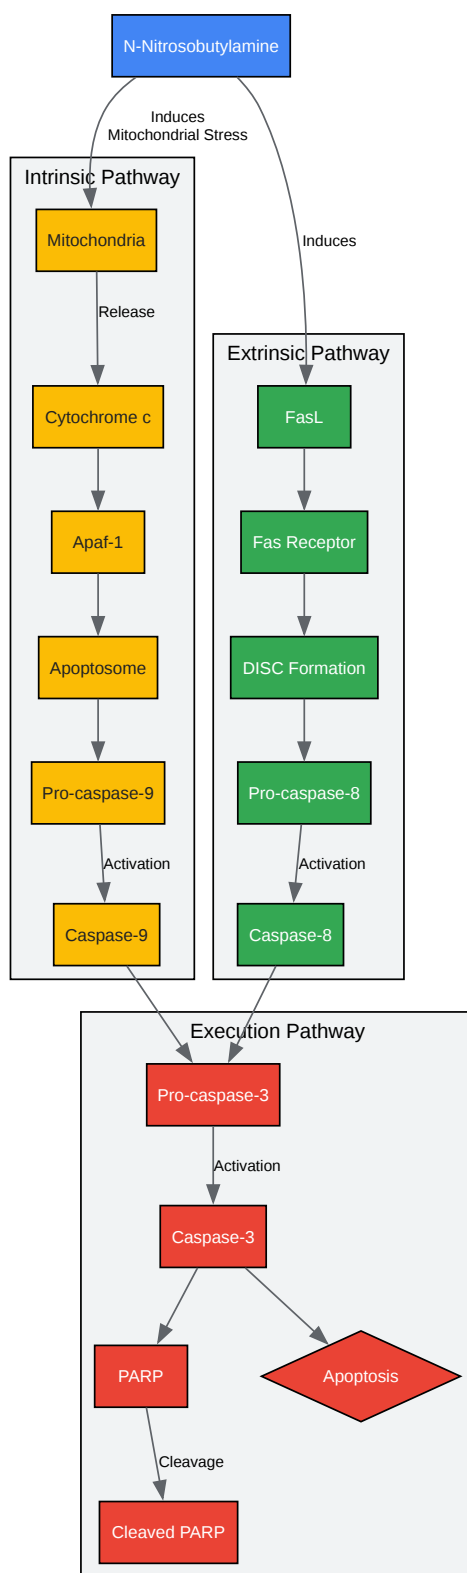 N-Nitrosobutylamine
Induces
Mitochondrial Stress
Induces
Intrinsic Pathway
Mitochondria
Release
Cytochrome c
Apaf-1
Apoptosome
Pro-caspase-9
Activation
Caspase-9
Extrinsic Pathway
FasL
Fas Receptor
DISC Formation
Pro-caspase-8
Activation
Caspase-8
Execution Pathway
Pro-caspase-3
Activation
Caspase-3
PARP
Apoptosis
Cleavage
Cleaved PARP